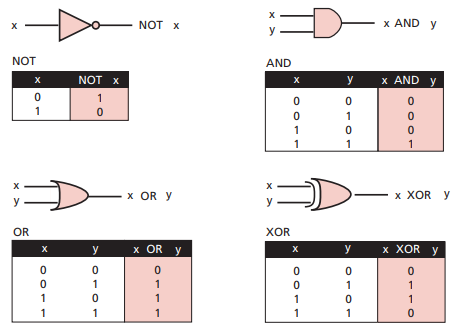 x NOT x
NOT
x NOT x
0 1
1 0
x
y x AND y
AND
x y x AND y
0 0 0
0 1 0
1 0 0
1 1 1
x
y x OR y
OR
x y x OR y
0 0 0
0 1 1
1 0 1
1 1 1
x
y x XOR y
XOR
x y x XOR y
0 0 0
0 1 1
1 0 1
1 1 0